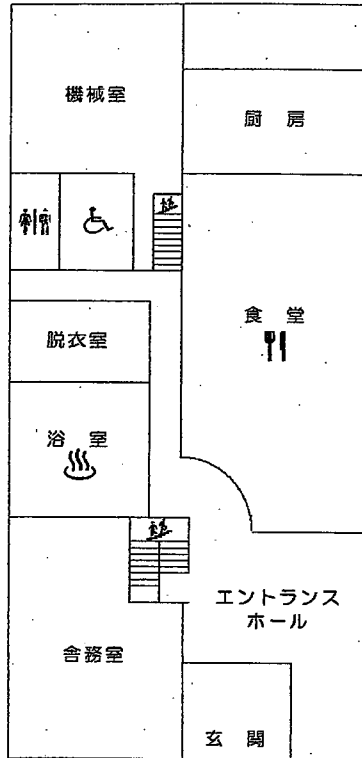 機械室
厨 房
食 堂
脱衣室
浴 室
エントランス
ホール
舎務室
玄 関